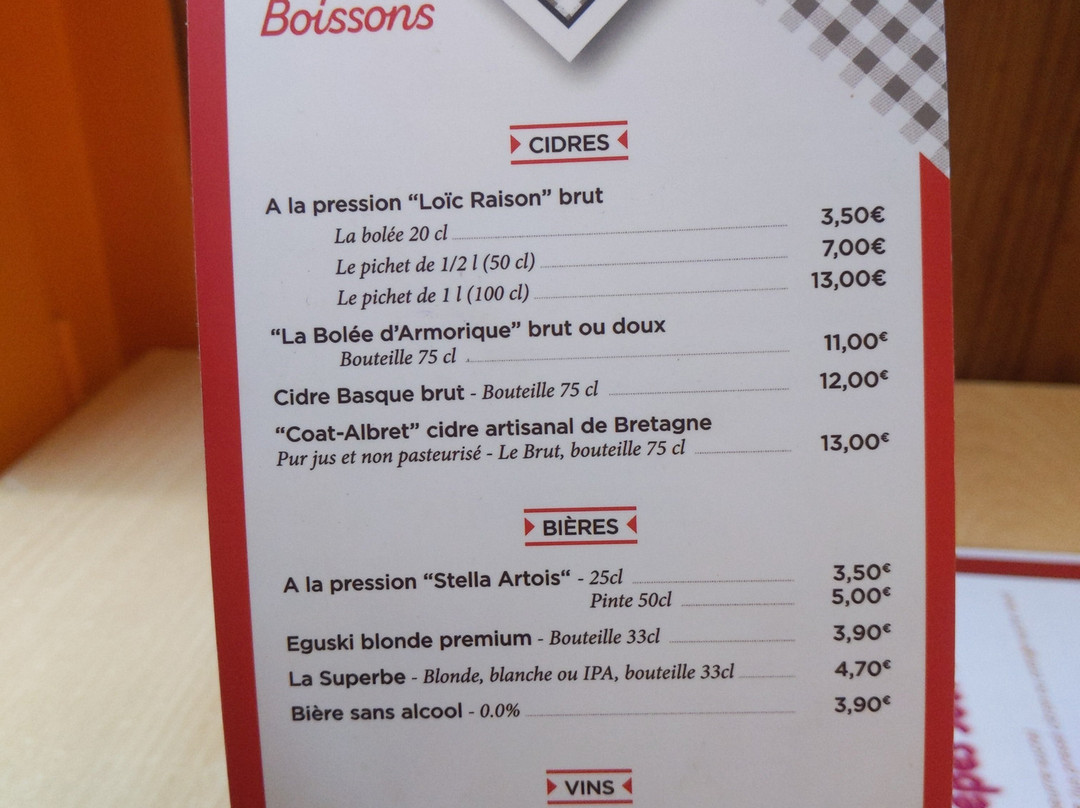 Boissons
CIDRES
A la pression “Loïc Raison” brut
La bolée 20 cl 3,50€
Le pichet de 1/2 l (50 cl) 7,00€
Le pichet de 1 l (100 cl) 13,00€
“La Bolée d’Armorique” brut ou doux
Bouteille 75 cl 11,00€
Cidre Basque brut - Bouteille 75 cl 12,00€
“Coat-Albret” cidre artisanal de Bretagne
Pur jus et non pasteurisé - Le Brut, bouteille 75 cl 13,00€
BIÈRES
A la pression “Stella Artois“ - 25cl 3,50€
Pinte 50cl 5,00€
Eguski blonde premium - Bouteille 33cl 3,90€
La Superbe - Blonde, blanche ou IPA, bouteille 33cl 4,70€
Bière sans alcool - 0.0% 3,90€
VINS